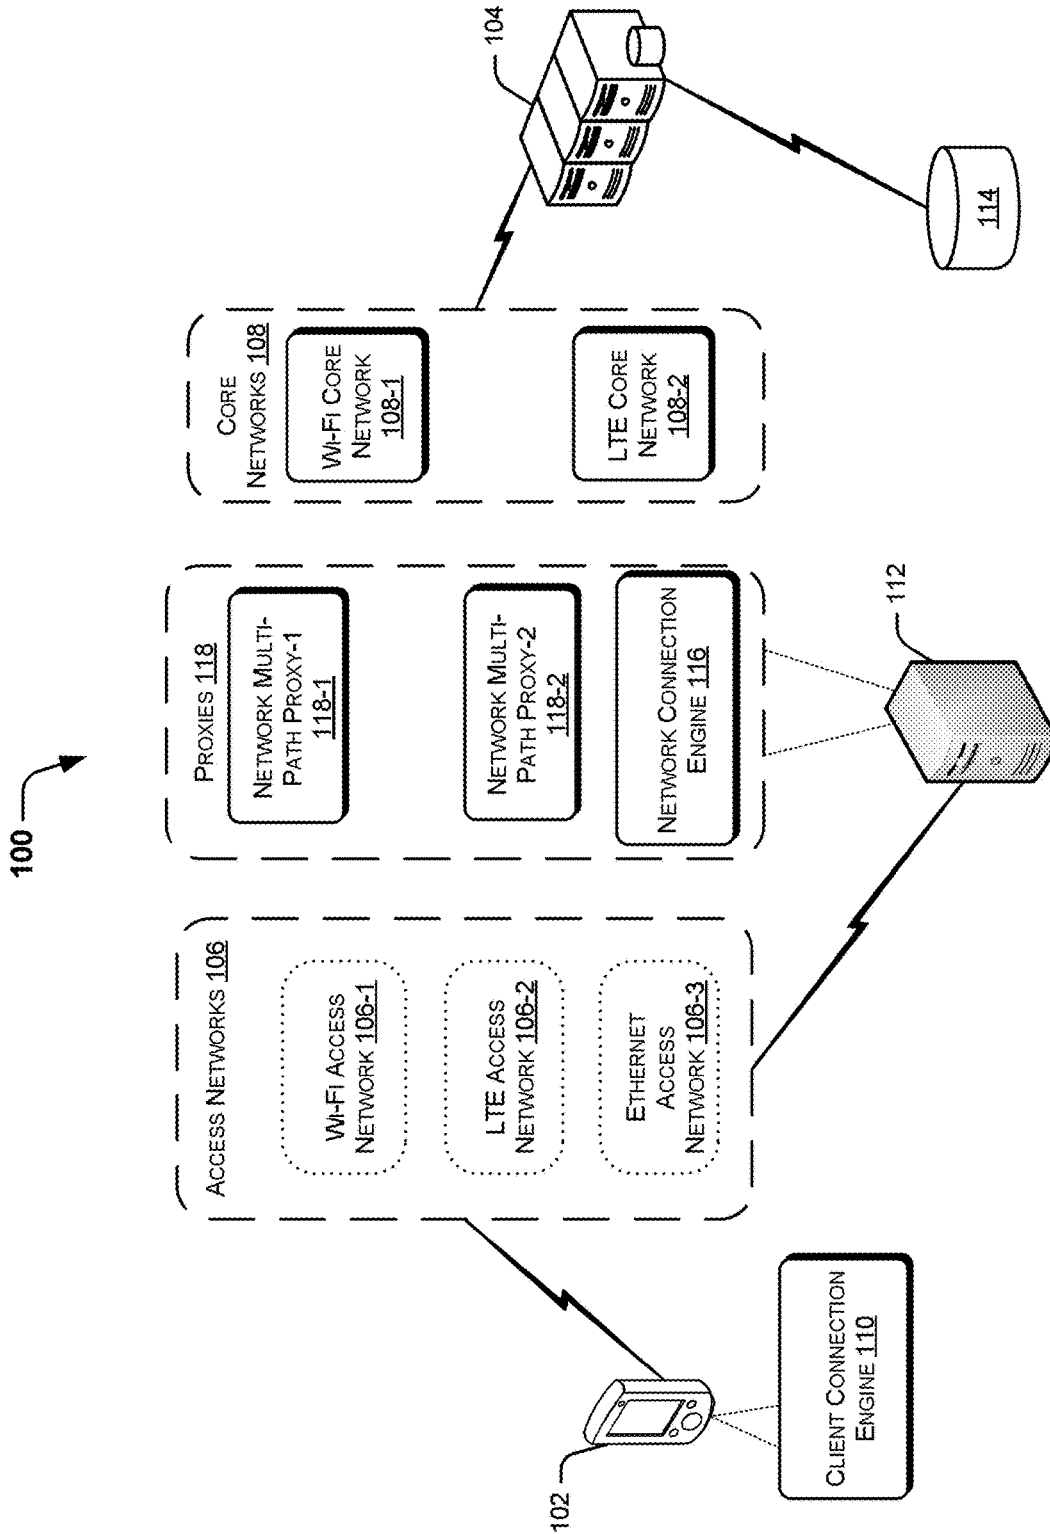 100
ACCESS NETWORKS 106
WI-FI ACCESS
NETWORK 106-1
LTE ACCESS
NETWORK 106-2
ETHERNET
ACCESS
NETWORK 106-3
PROXIES 118
NETWORK MULTI-
PATH PROXY-1
118-1
NETWORK MULTI-
PATH PROXY-2
118-2
NETWORK CONNECTION
ENGINE 116
CORE
NETWORKS 108
WI-FI CORE
NETWORK
108-1
LTE CORE
NETWORK
108-2
104
102
CLIENT CONNECTION
ENGINE 110
112
114